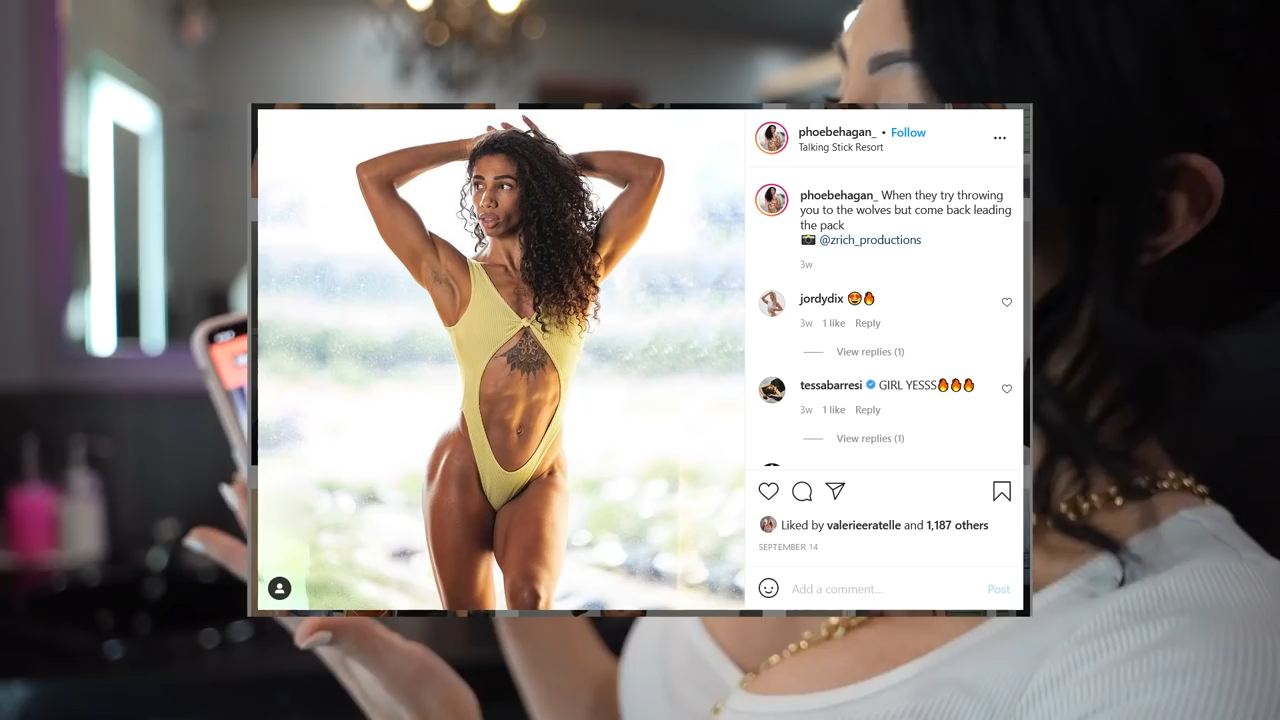 phoebehagan_ • Follow
Talking Stick Resort
phoebehagan_ When they try throwing
you to the wolves but come back leading
the pack
📸 @zrich_productions
3w
jordydix 😍🔥
3w 1 like Reply
View replies (1)
tessabarresi GIRL YESSS🔥🔥🔥
3w 1 like Reply
View replies (1)
Liked by valerieeratelle and 1,187 others
SEPTEMBER 14
Add a comment...
Post